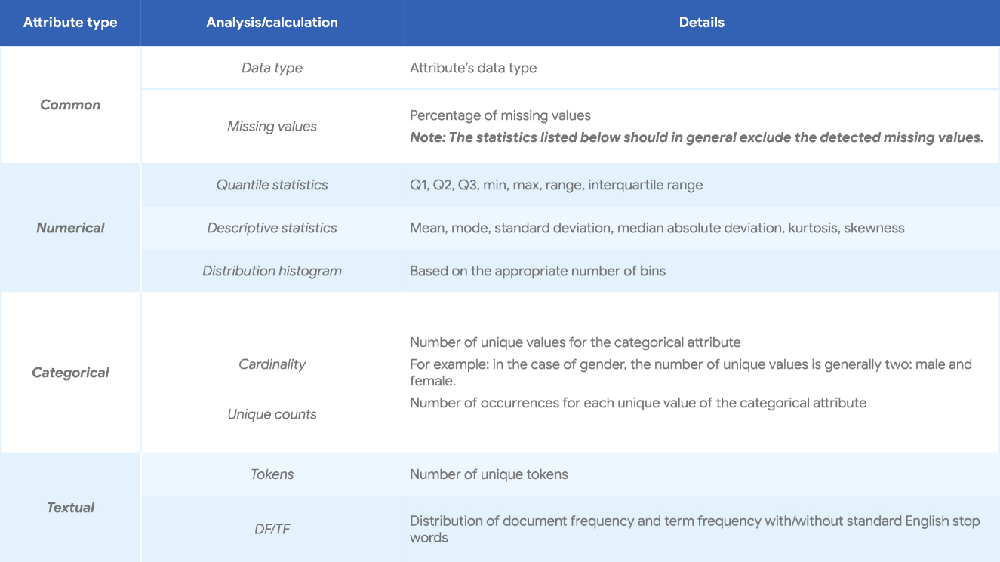 Attribute type Analysis/calculation Details
Common
Data type Attribute's data type
Missing values
Percentage of missing values
Note: The statistics listed below should in general exclude the detected missing values.
Numerical
Quantile statistics Q1, Q2, Q3, min, max, range, interquartile range
Descriptive statistics Mean, mode, standard deviation, median absolute deviation, kurtosis, skewness
Distribution histogram Based on the appropriate number of bins
Categorical
Cardinality
Number of unique values for the categorical attribute
For example: in the case of gender, the number of unique values is generally two: male and
female.
Unique counts
Number of occurrences for each unique value of the categorical attribute
Textual
Tokens Number of unique tokens
DF/TF
Distribution of document frequency and term frequency with/without standard English stop
words